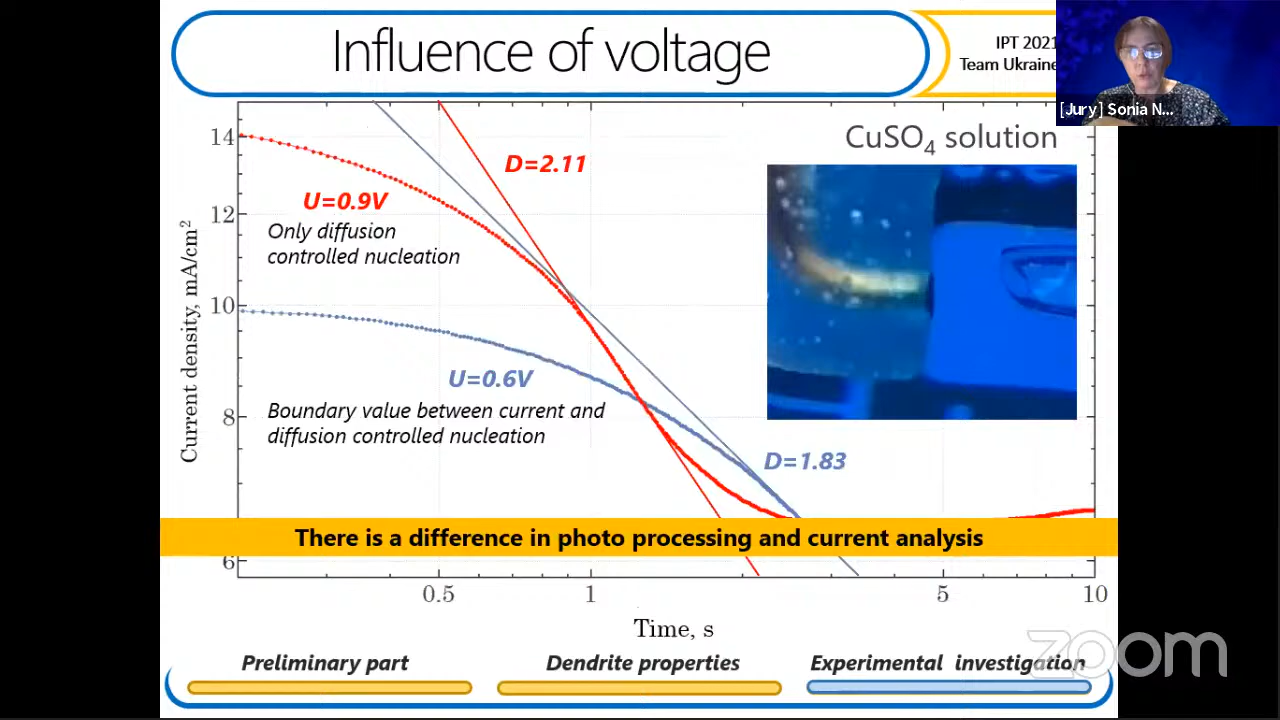 Influence of voltage
IPT 2021
Team Ukraine
[Jury] Sonia N...
CuSO4 solution
D=2.11
U=0.9V
Only diffusion
controlled nucleation
U=0.6V
Boundary value between current and
diffusion controlled nucleation
D=1.83
Current density, mA/cm²
14
12
10
8
6
There is a difference in photo processing and current analysis
0.5
1
5
10
Time, s
Preliminary part
Dendrite properties
Experimental investigation
zoom